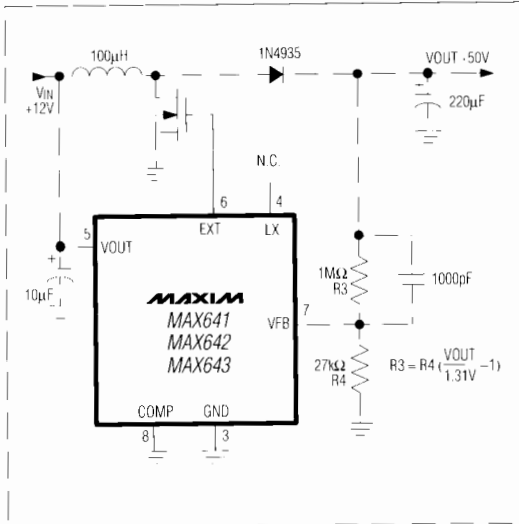 100μH
1N4935
VOUT +50V
VIN
+12V
220μF
N.C.
6
4
EXT
LX
5
VOUT
10μF
MAXIM
MAX641
MAX642
MAX643
7
VFB
1MΩ
R3
1000pF
27kΩ
R4
R3 = R4 (VOUT/1.31V −1)
COMP
GND
8
3